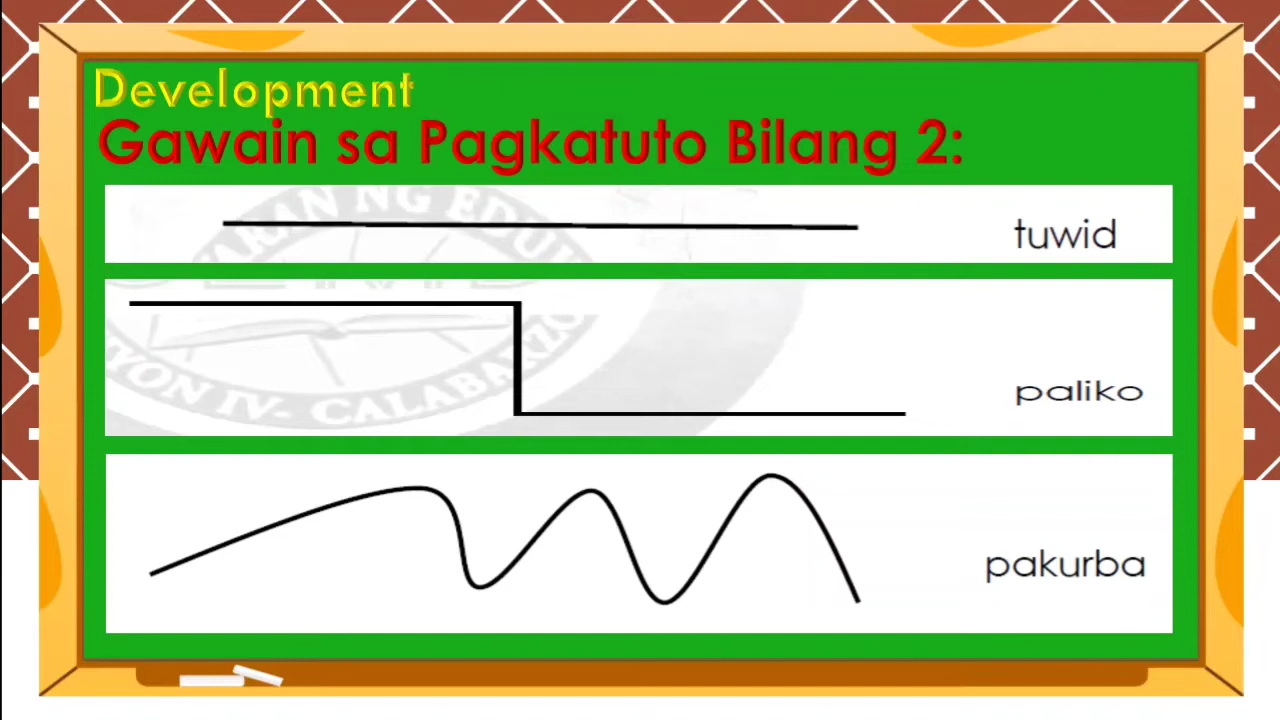 Development
Gawain sa Pagkatuto Bilang 2:
tuwid
paliko
pakurba